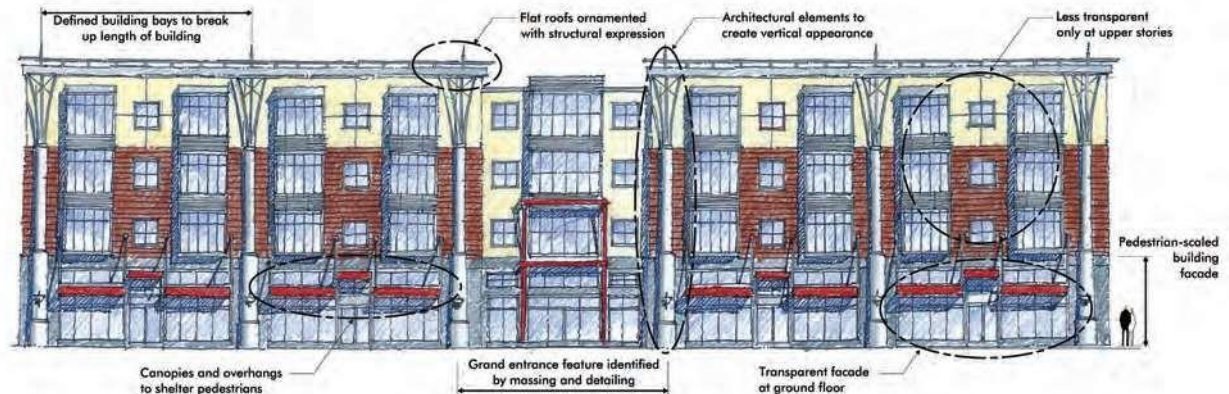 Defined building bays to break
up length of building
Flat roofs ornamented
with structural expression
Architectural elements to
create vertical appearance
Less transparent
only at upper stories
Pedestrian-scaled
building
facade
Canopies and overhangs
to shelter pedestrians
Grand entrance feature identified
by massing and detailing
Transparent facade
at ground floor